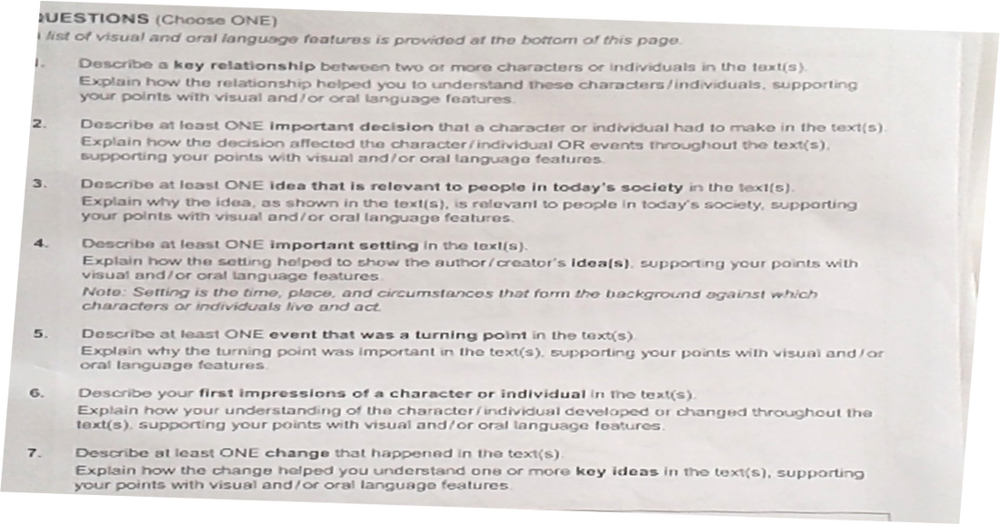 QUESTIONS (Choose ONE)
list of visual and oral language features is provided at the bottom of this page.
1. Describe a key relationship between two or more characters or individuals in the text(s).
Explain how the relationship helped you to understand these characters/individuals, supporting
your points with visual and/or oral language features.
2. Describe at least ONE important decision that a character or individual had to make in the text(s).
Explain how the decision affected the character/individual OR events throughout the text(s),
supporting your points with visual and/or oral language features.
3. Describe at least ONE idea that is relevant to people in today's society in the text(s).
Explain why the idea, as shown in the text(s), is relevant to people in today's society, supporting
your points with visual and/or oral language features.
4. Describe at least ONE important setting in the text(s).
Explain how the setting helped to show the author/creator's idea(s), supporting your points with
visual and/or oral language features.
Note: Setting is the time, place, and circumstances that form the background against which
characters or individuals live and act.
5. Describe at least ONE event that was a turning point in the text(s).
Explain why the turning point was important in the text(s), supporting your points with visual and/or
oral language features.
6. Describe your first impressions of a character or individual in the text(s).
Explain how your understanding of the character/individual developed or changed throughout the
text(s), supporting your points with visual and/or oral language features.
7. Describe at least ONE change that happened in the text(s).
Explain how the change helped you understand one or more key ideas in the text(s), supporting
your points with visual and/or oral language features.